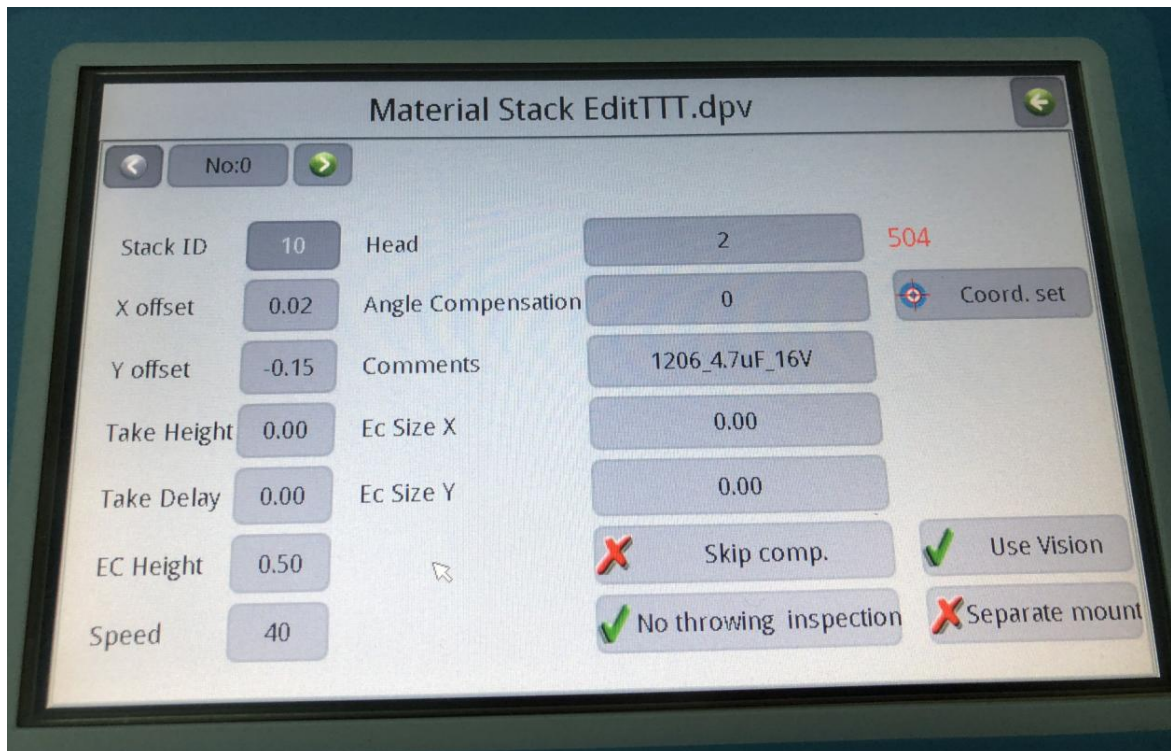 Material Stack EditTTT.dpv
No:0
Stack ID 10 Head 2 504
X offset 0.02 Angle Compensation 0 Coord. set
Y offset -0.15 Comments 1206_4.7uF_16V
Take Height 0.00 Ec Size X 0.00
Take Delay 0.00 Ec Size Y 0.00
EC Height 0.50 Skip comp. Use Vision
Speed 40 No throwing inspection Separate mount